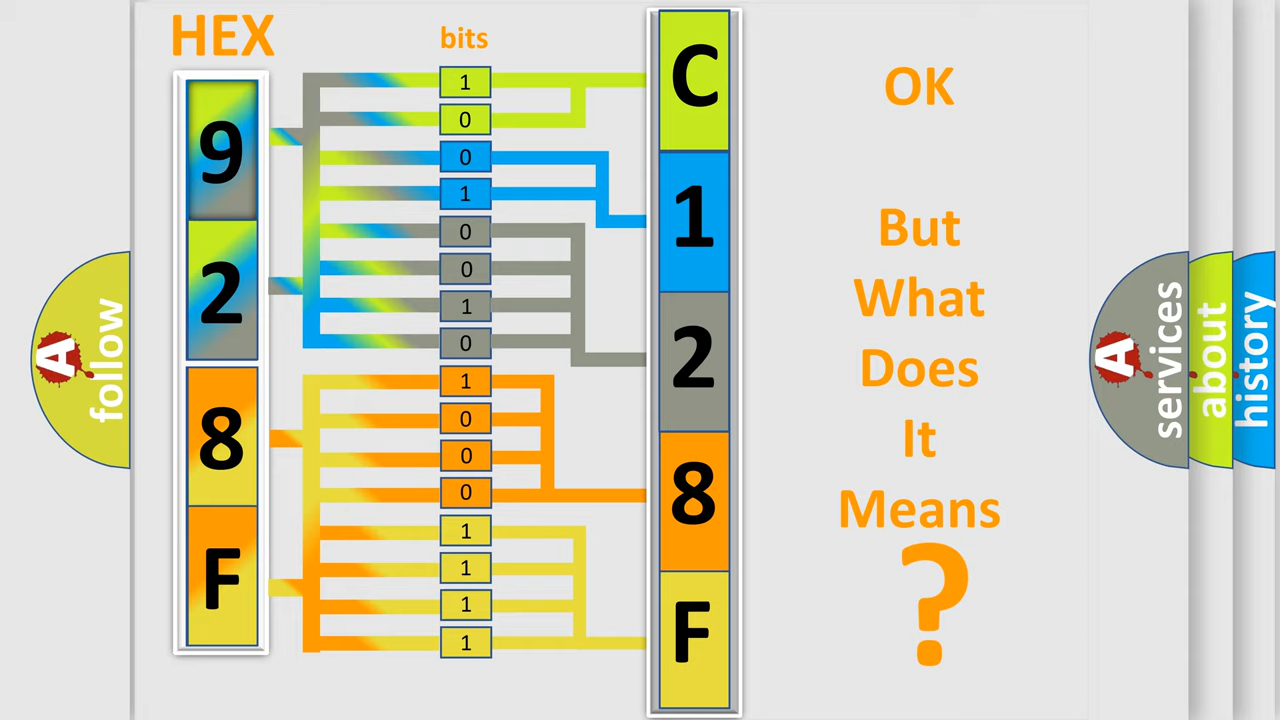 HEX
bits
9
2
8
F
1
0
0
1
0
0
1
0
1
0
0
0
1
1
1
1
C
1
2
8
F
OK
But
What
Does
It
Means
?
A
follow
A
services
about
history